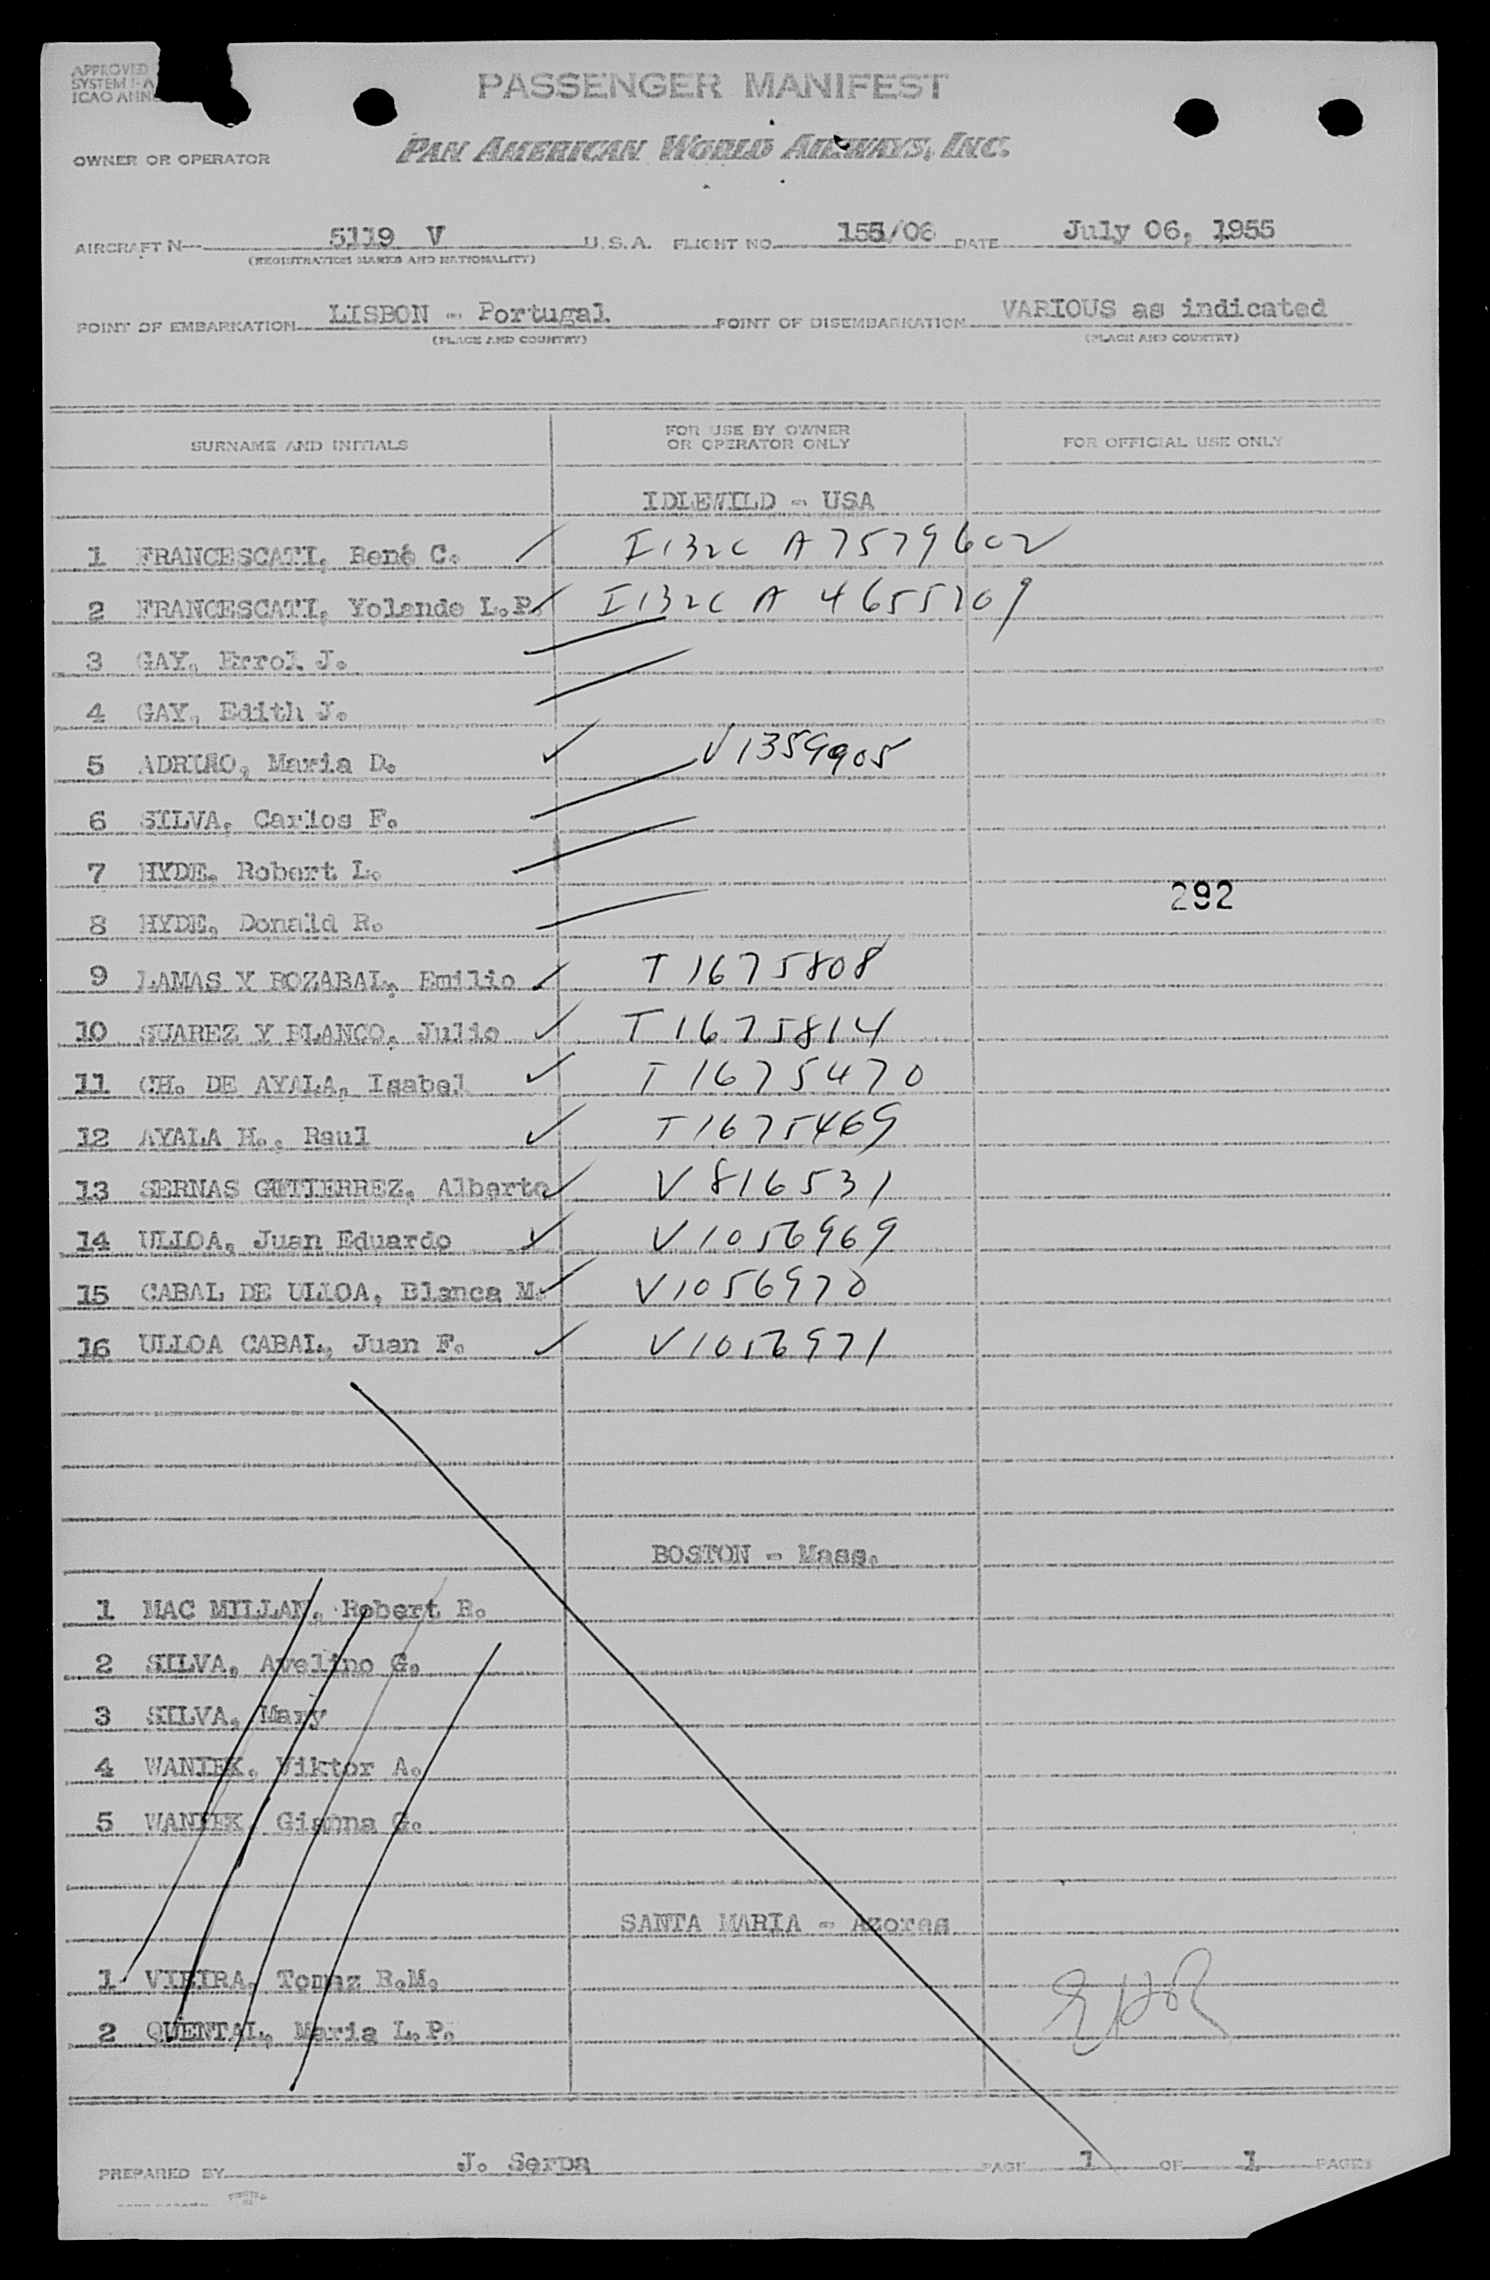 APPROVED
SYSTEM I-A
ICAO ANN
PASSENGER MANIFEST
OWNER OR OPERATOR PAN AMERICAN WORLD AIRWAYS, INC.
AIRCRAFT N— 5119 V U.S.A. FLIGHT NO. 155/06 DATE July 06, 1955
(REGISTRATION MARKS AND NATIONALITY)
POINT OF EMBARKATION LISBON - Portugal POINT OF DISEMBARKATION VARIOUS as indicated
(PLACE AND COUNTRY) (PLACE AND COUNTRY)
SURNAME AND INITIALS FOR USE BY OWNER OR OPERATOR ONLY FOR OFFICIAL USE ONLY
IDLEWILD - USA
1 FRANCESCATI, René C. I132C A7579602
2 FRANCESCATI, Yolande L.P. I132C A 4655209
3 GAY, Errol J.
4 GAY, Edith J.
5 ADRIÑO, Maria D. V1359905
6 SILVA, Carlos F.
7 HYDE, Robert L.
292
8 HYDE, Donald R.
9 LAMAS Y ROZABAL, Emilio T1675808
10 SUAREZ Y BLANCO, Julio T1675814
11 CH. DE AYALA, Isabel T1675470
12 AYALA H., Raul T1675469
13 SERNAS GUTIERREZ, Alberto V816531
14 ULLOA, Juan Eduardo V1056969
15 CABAL DE ULLOA, Blanca M. V1056970
16 ULLOA CABAL, Juan F. V1056971
BOSTON - Mass.
1 MAC MILLAN, Robert R.
2 SILVA, Avelino G.
3 SILVA, Mary
4 WANIEK, Viktor A.
5 WANIEK, Gianna G.
SANTA MARIA - Azores
1 VIEIRA, Tomaz R.M.
2 QUENTAL, Maria L.P.
PREPARED BY J. Serpa PAGE 1 OF 1 PAGES